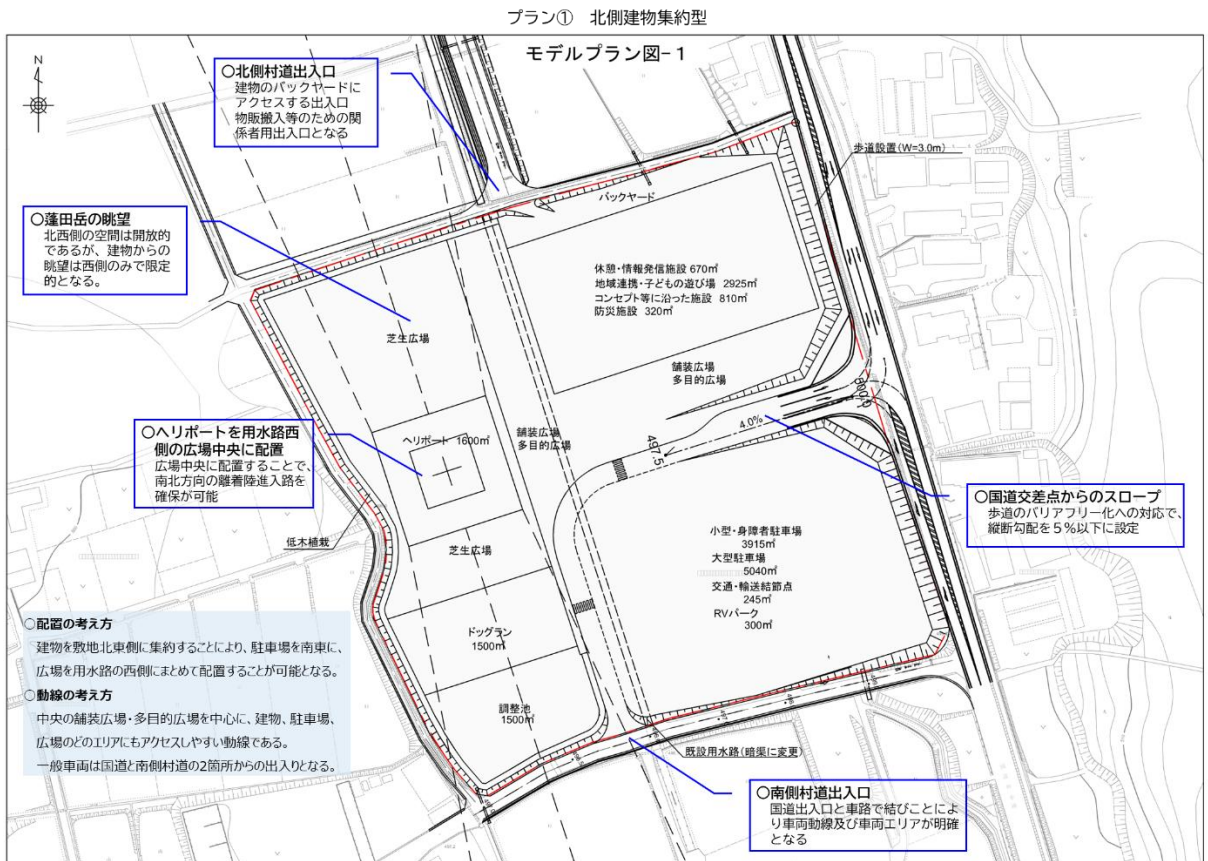 プラン① 北側建物集約型
モデルプラン図-1
N
○北側村道出入口
建物のバックヤードに
アクセスする出入口
物販搬入等のための関
係者用出入口となる
歩道設置(W=3.0m)
バックヤード
○蓬田岳の眺望
北西側の空間は開放的
であるが、建物からの
眺望は西側のみで限定
的となる。
休憩・情報発信施設 670㎡
地域連携・子どもの遊び場 2925㎡
コンセプト等に沿った施設 810㎡
防災施設 320㎡
芝生広場
舗装広場
多目的広場
500.0
4.0%
497.5
○ヘリポートを用水路西
側の広場中央に配置
広場中央に配置することで、
南北方向の離着陸進入路を
確保が可能
ヘリポート 1600㎡
舗装広場
多目的広場
○国道交差点からのスロープ
歩道のバリアフリー化への対応で、
縦断勾配を5%以下に設定
低木植栽
芝生広場
小型・身障者駐車場
3915㎡
大型駐車場
5040㎡
交通・輸送結節点
245㎡
RVパーク
300㎡
ドッグラン
1500㎡
調整池
1500㎡
○配置の考え方
建物を敷地北東側に集約することにより、駐車場を南東に、
広場を用水路の西側にまとめて配置することが可能となる。
○動線の考え方
中央の舗装広場・多目的広場を中心に、建物、駐車場、
広場のどのエリアにもアクセスしやすい動線である。
一般車両は国道と南側村道の2箇所からの出入りとなる。
既設用水路(暗渠に変更)
○南側村道出入口
国道出入口と車路で結びことによ
り車両動線及び車両エリアが明確
となる